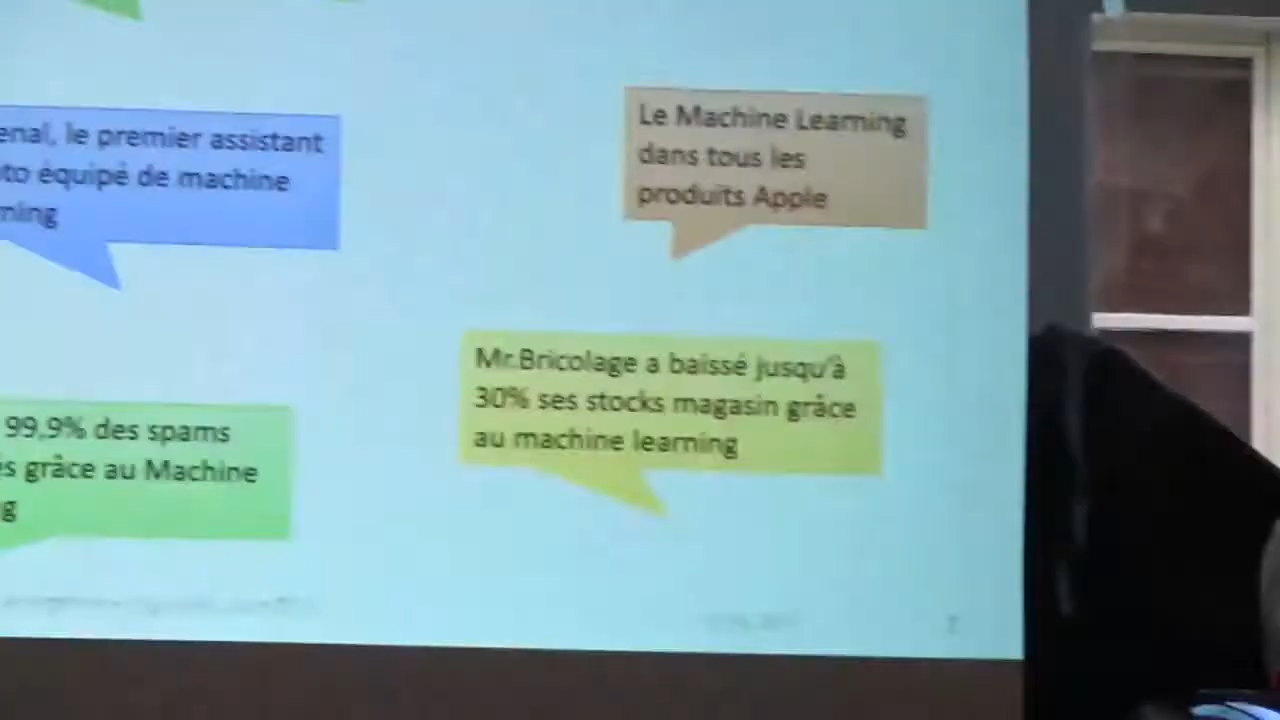 enal, le premier assistant
to équipé de machine
ning
Le Machine Learning
dans tous les
produits Apple
Mr.Bricolage a baissé jusqu'à
30% ses stocks magasin grâce
au machine learning
99,9% des spams
s grâce au Machine
g